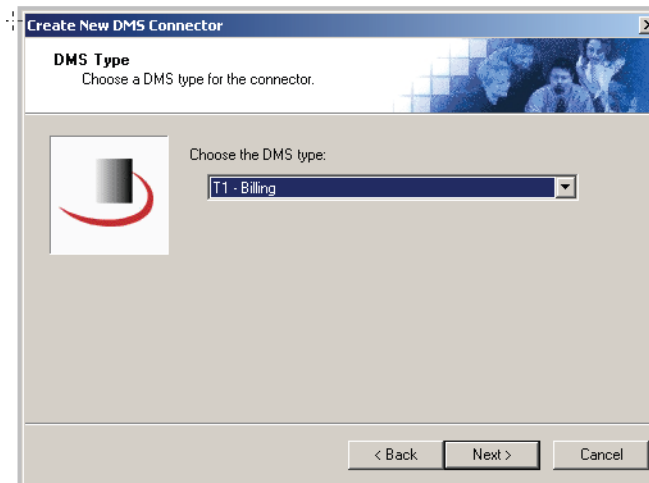 Create New DMS Connector
DMS Type
Choose a DMS type for the connector.
Choose the DMS type:
T1 - Billing
< Back Next > Cancel